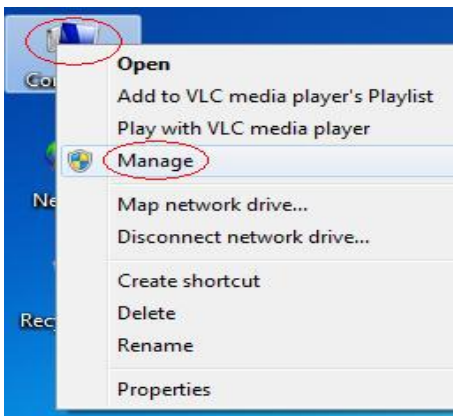 Open
Add to VLC media player's Playlist
Play with VLC media player
Manage
Map network drive...
Disconnect network drive...
Create shortcut
Delete
Rename
Properties